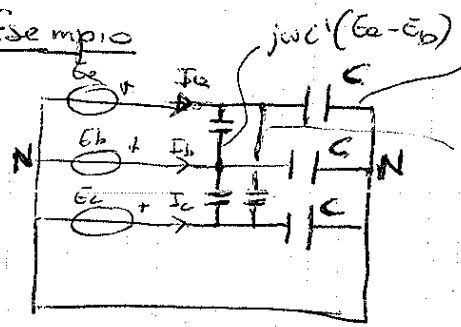 Esempio
jωc'(Ea-Eb)
Ea + Ia C
N Eb + Ib C N
Ec + Ic C